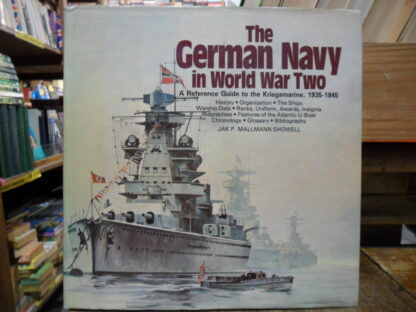 The
German Navy
in World War Two
A Reference Guide to the Kriegsmarine, 1935-1945
History • Organization • The Ships
Warship Data • Ranks, Uniform, Awards, Insignia
Biographies • Features of the Atlantic U-Boat
Chronology • Glossary • Bibliography
JAK P. MALLMANN SHOWELL